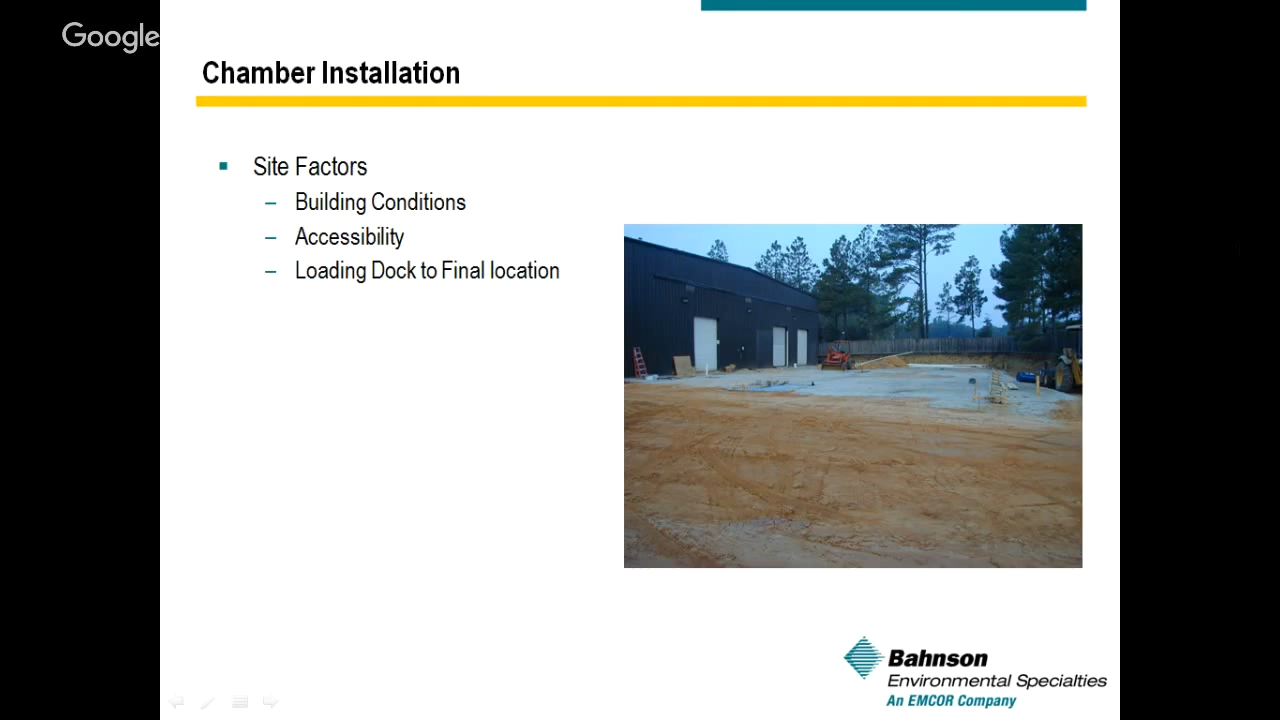 Google
Chamber Installation
Site Factors
– Building Conditions
– Accessibility
– Loading Dock to Final location
Bahnson
Environmental Specialties
An EMCOR Company